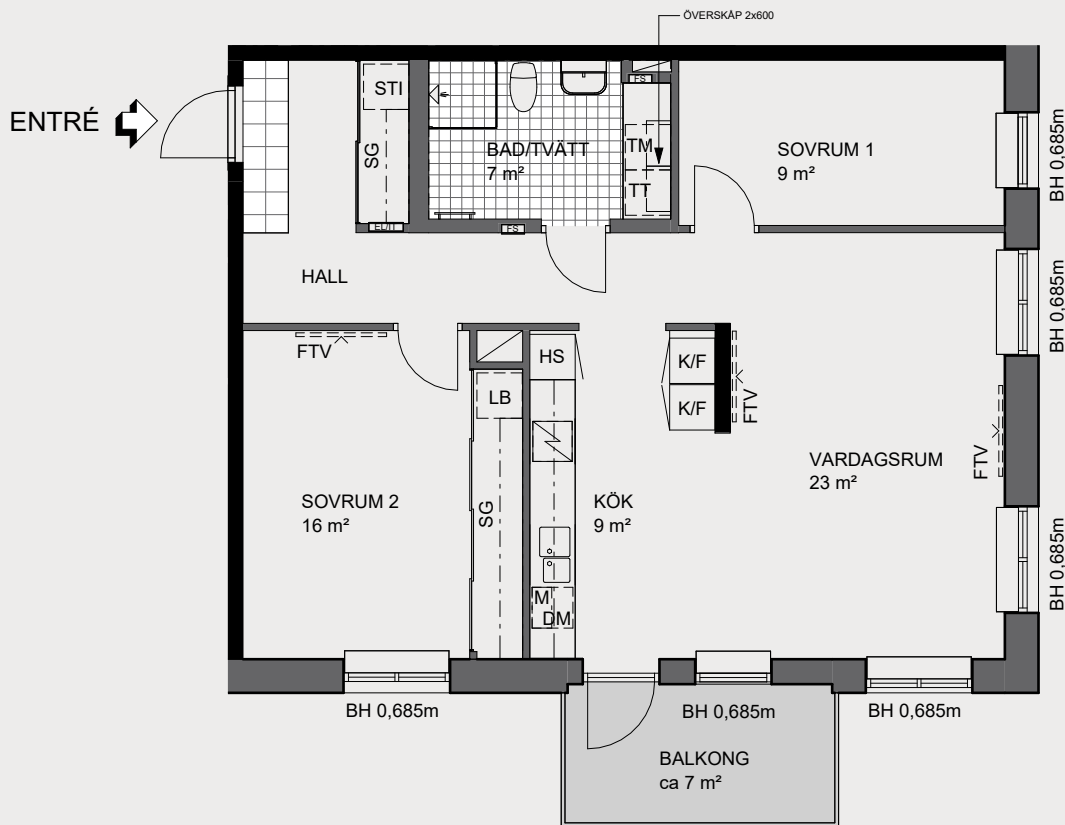 ÖVERSKÅP 2x600
ENTRÉ
STI
SG
EL/IT
BAD/TVÄTT
7 m²
FS
FS
TM
TT
SOVRUM 1
9 m²
BH 0,685m
HALL
BH 0,685m
FTV
HS
K/F
K/F
FTV
LB
SG
SOVRUM 2
16 m²
KÖK
9 m²
VARDAGSRUM
23 m²
FTV
M
DM
BH 0,685m
BH 0,685m
BH 0,685m
BH 0,685m
BALKONG
ca 7 m²